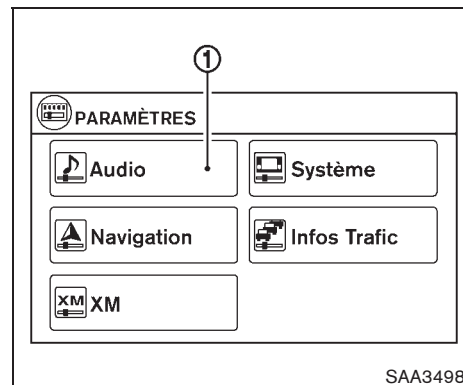 ①
PARAMÈTRES
Audio
Système
Navigation
Infos Trafic
XM XM
SAA3498